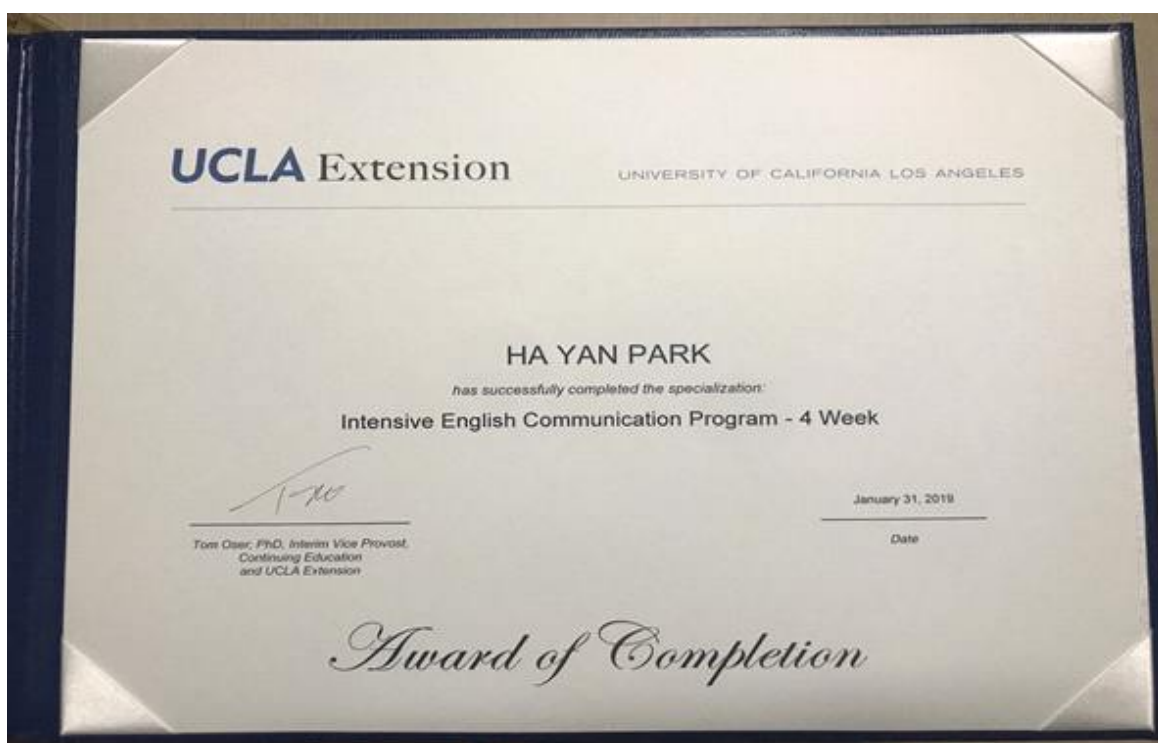 UCLA Extension
UNIVERSITY OF CALIFORNIA LOS ANGELES
HA YAN PARK
has successfully completed the specialization:
Intensive English Communication Program - 4 Week
January 31, 2019
Tom Oser, PhD, Interim Vice Provost,
Continuing Education
and UCLA Extension
Date
Award of Completion